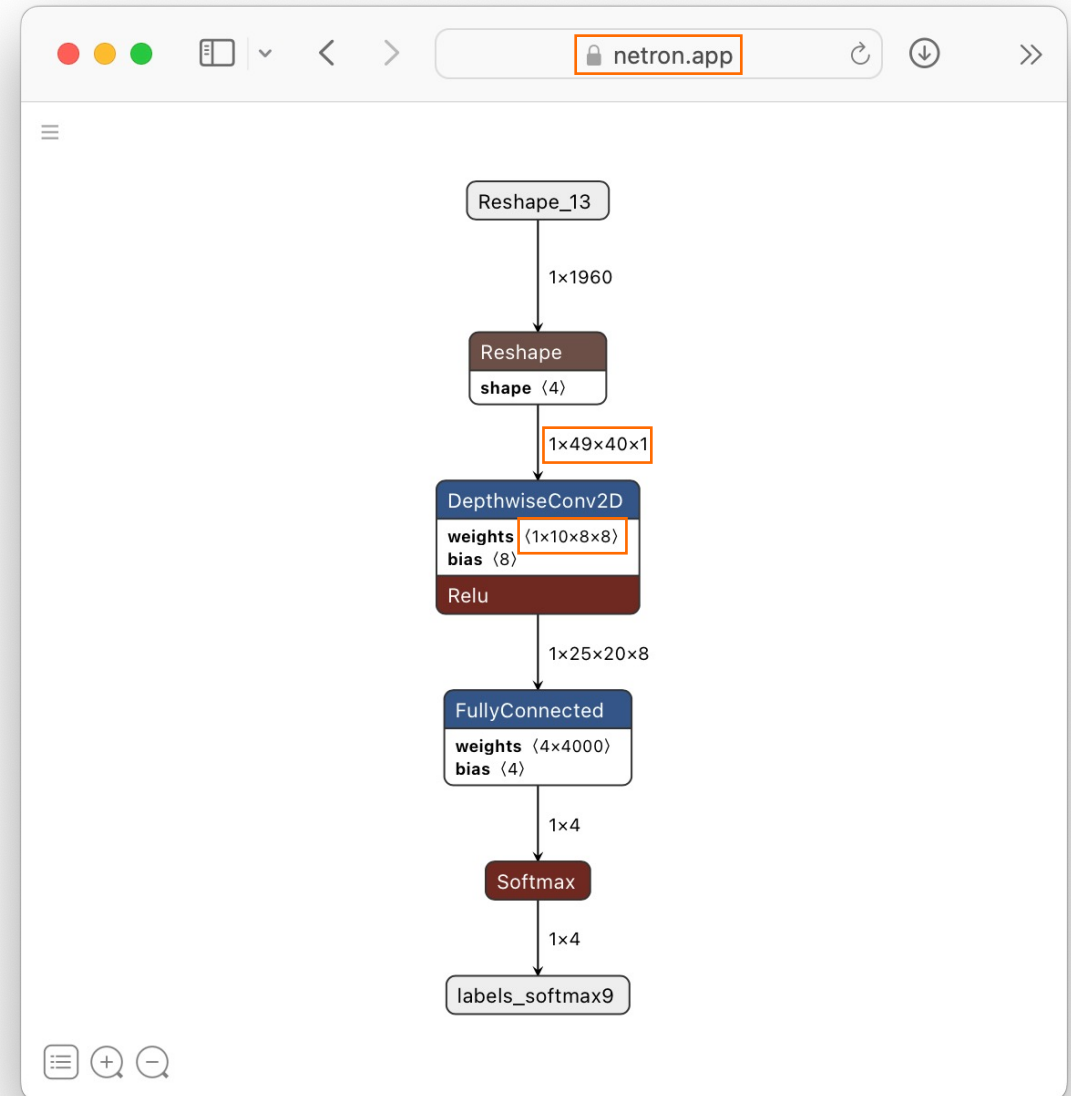 netron.app
Reshape_13
1×1960
Reshape
shape ⟨4⟩
1×49×40×1
DepthwiseConv2D
weights ⟨1×10×8×8⟩
bias ⟨8⟩
Relu
1×25×20×8
FullyConnected
weights ⟨4×4000⟩
bias ⟨4⟩
1×4
Softmax
1×4
labels_softmax9